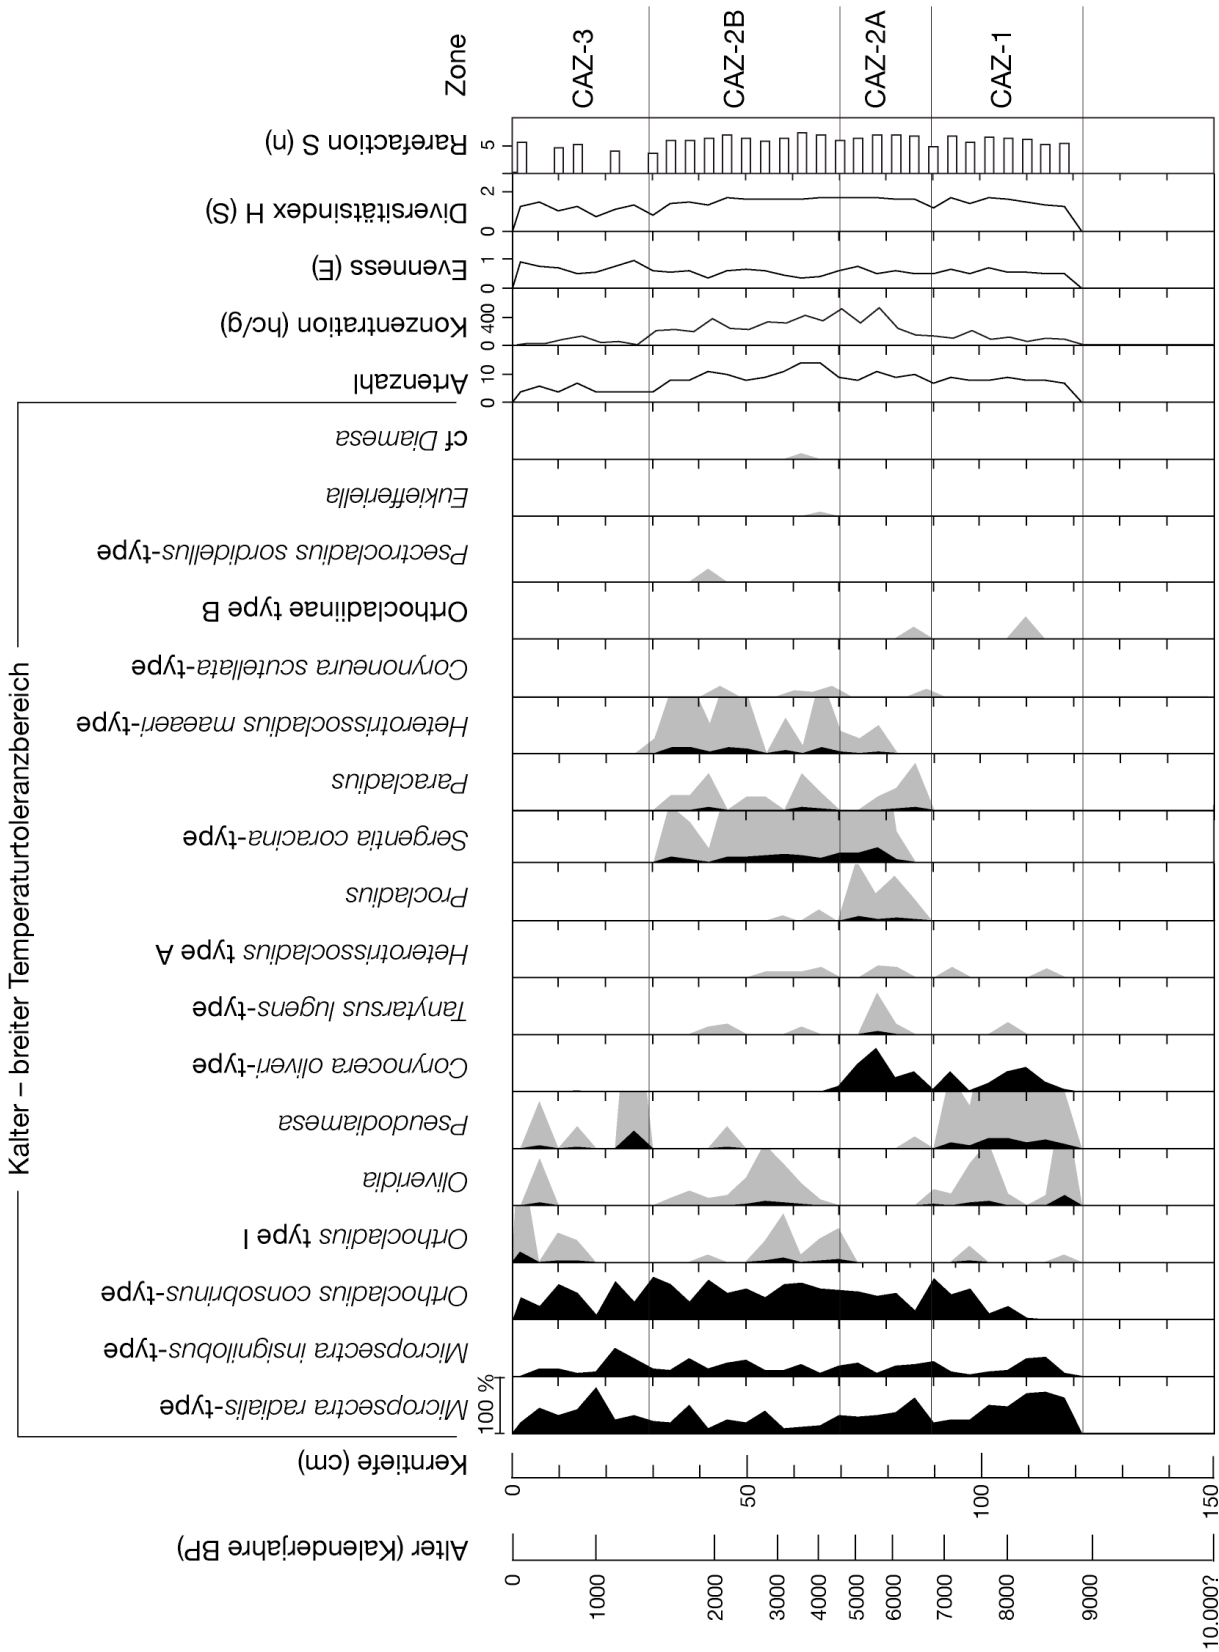 Kalter – breiter Temperaturtoleranzbereich
Alter (Kalenderjahre BP)
0
1000
2000
3000
4000
5000
6000
7000
8000
9000
10.000?
Kerntiefe (cm)
0
50
100
150
Micropsectra radialis-type
100 %
Micropsectra insignilobus-type
Orthocladius consobrinus-type
Orthocladius type I
Oliveridia
Pseudodiamesa
Corynocera oliveri-type
Tanytarsus lugens-type
Heterotrissocladius type A
Procladius
Sergentia coracina-type
Paracladius
Heterotrissocladius maeaeri-type
Corynoneura scutellata-type
Orthocladiinae type B
Psectrocladius sordidellus-type
Eukiefferiella
cf Diamesa
Artenzahl
0 10
Konzentration (hc/g)
0 400
Evenness (E)
0 1
Diversitätsindex H (S)
0 2
Rarefaction S (n)
5
Zone
CAZ-3
CAZ-2B
CAZ-2A
CAZ-1